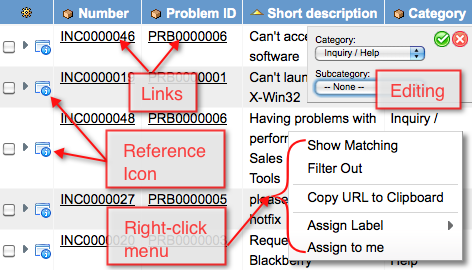 Number Problem ID Short description Category
INC0000046 PRB0000006 Can't acce
software
Category:
Inquiry / Help
Subcategory:
-- None --
Editing
INC0000019 PRB0000001 Can't laun
X-Win32
Links
INC0000048 PRB0000006 Having problems with Inquiry /
perform
Sales
Tools
Reference
Icon
Show Matching
Filter Out
Copy URL to Clipboard
Assign Label
Assign to me
INC0000027 PRB0000005 please
hotfix
Right-click
menu
INC0000020 PRB0000003 Reque
Blackberry Help